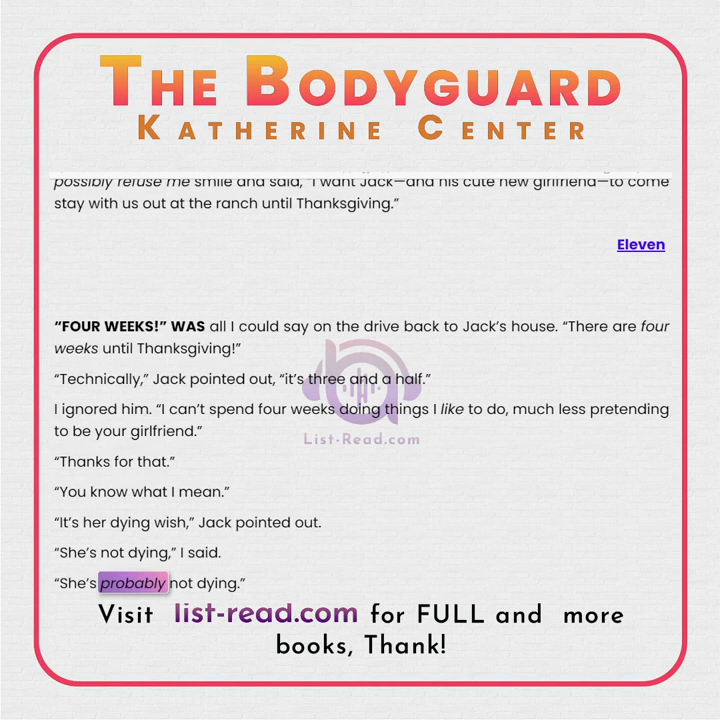 THE BODYGUARD
KATHERINE CENTER
possibly refuse me smile and said, “I want Jack—and his cute new girlfriend—to come
stay with us out at the ranch until Thanksgiving.”
Eleven
“FOUR WEEKS!” WAS all I could say on the drive back to Jack’s house. “There are four
weeks until Thanksgiving!”
“Technically,” Jack pointed out, “it’s three and a half.”
I ignored him. “I can’t spend four weeks doing things I like to do, much less pretending
to be your girlfriend.”
List-Read.com
“Thanks for that.”
“You know what I mean.”
“It’s her dying wish,” Jack pointed out.
“She’s not dying,” I said.
“She’s probably not dying.”
Visit list-read.com for FULL and more
books, Thank!